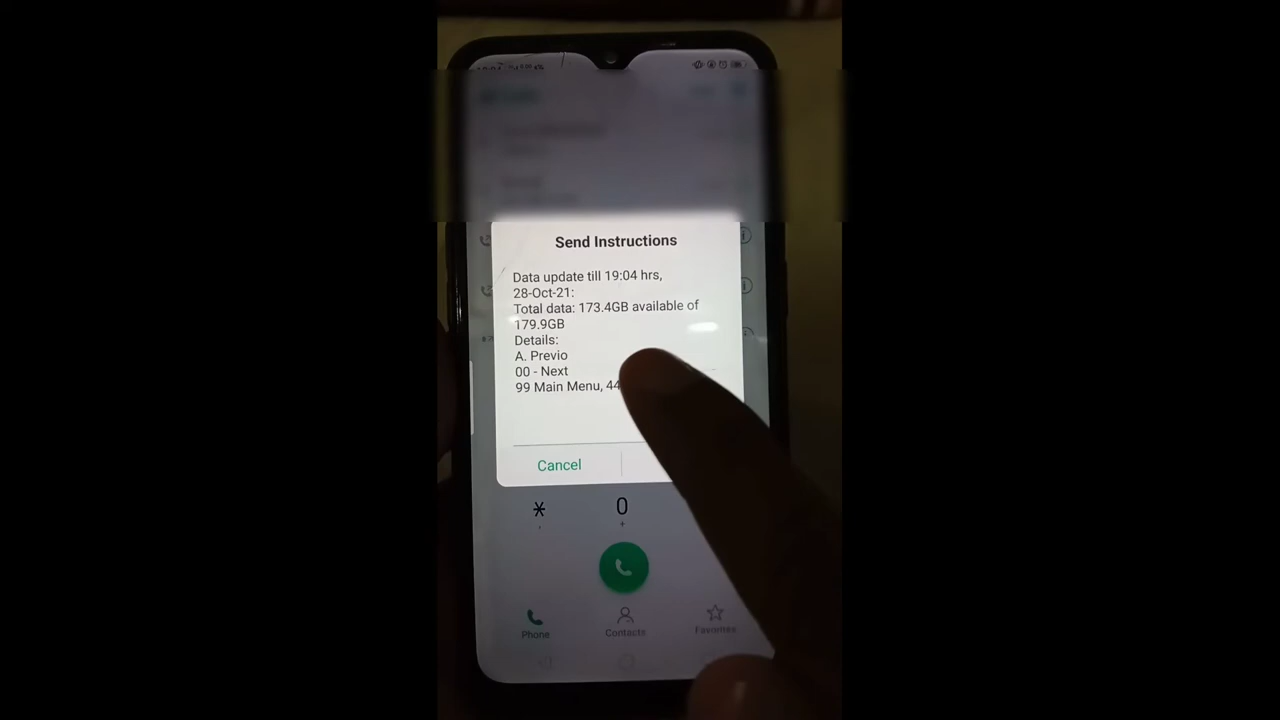 Send Instructions
Data update till 19:04 hrs,
28-Oct-21:
Total data: 173.4GB available of
179.9GB
Details:
A. Previo
00 - Next
99 Main Menu, 44
Cancel
* 0
, +
Phone Contacts Favorites